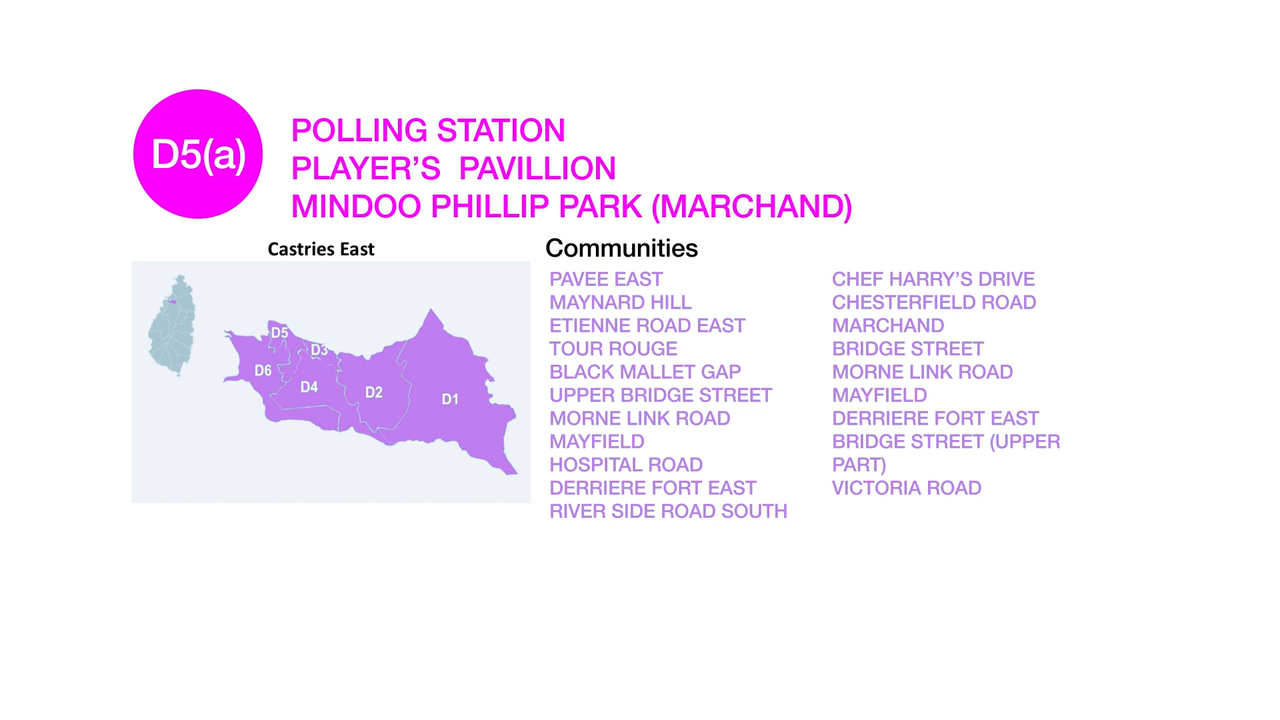 D5(a)
POLLING STATION
PLAYER’S  PAVILLION
MINDOO PHILLIP PARK (MARCHAND)
Castries East
D5
D3
D6
D4
D2
D1
Communities
PAVEE EAST
MAYNARD HILL
ETIENNE ROAD EAST
TOUR ROUGE
BLACK MALLET GAP
UPPER BRIDGE STREET
MORNE LINK ROAD
MAYFIELD
HOSPITAL ROAD
DERRIERE FORT EAST
RIVER SIDE ROAD SOUTH
CHEF HARRY’S DRIVE
CHESTERFIELD ROAD
MARCHAND
BRIDGE STREET
MORNE LINK ROAD
MAYFIELD
DERRIERE FORT EAST
BRIDGE STREET (UPPER
PART)
VICTORIA ROAD